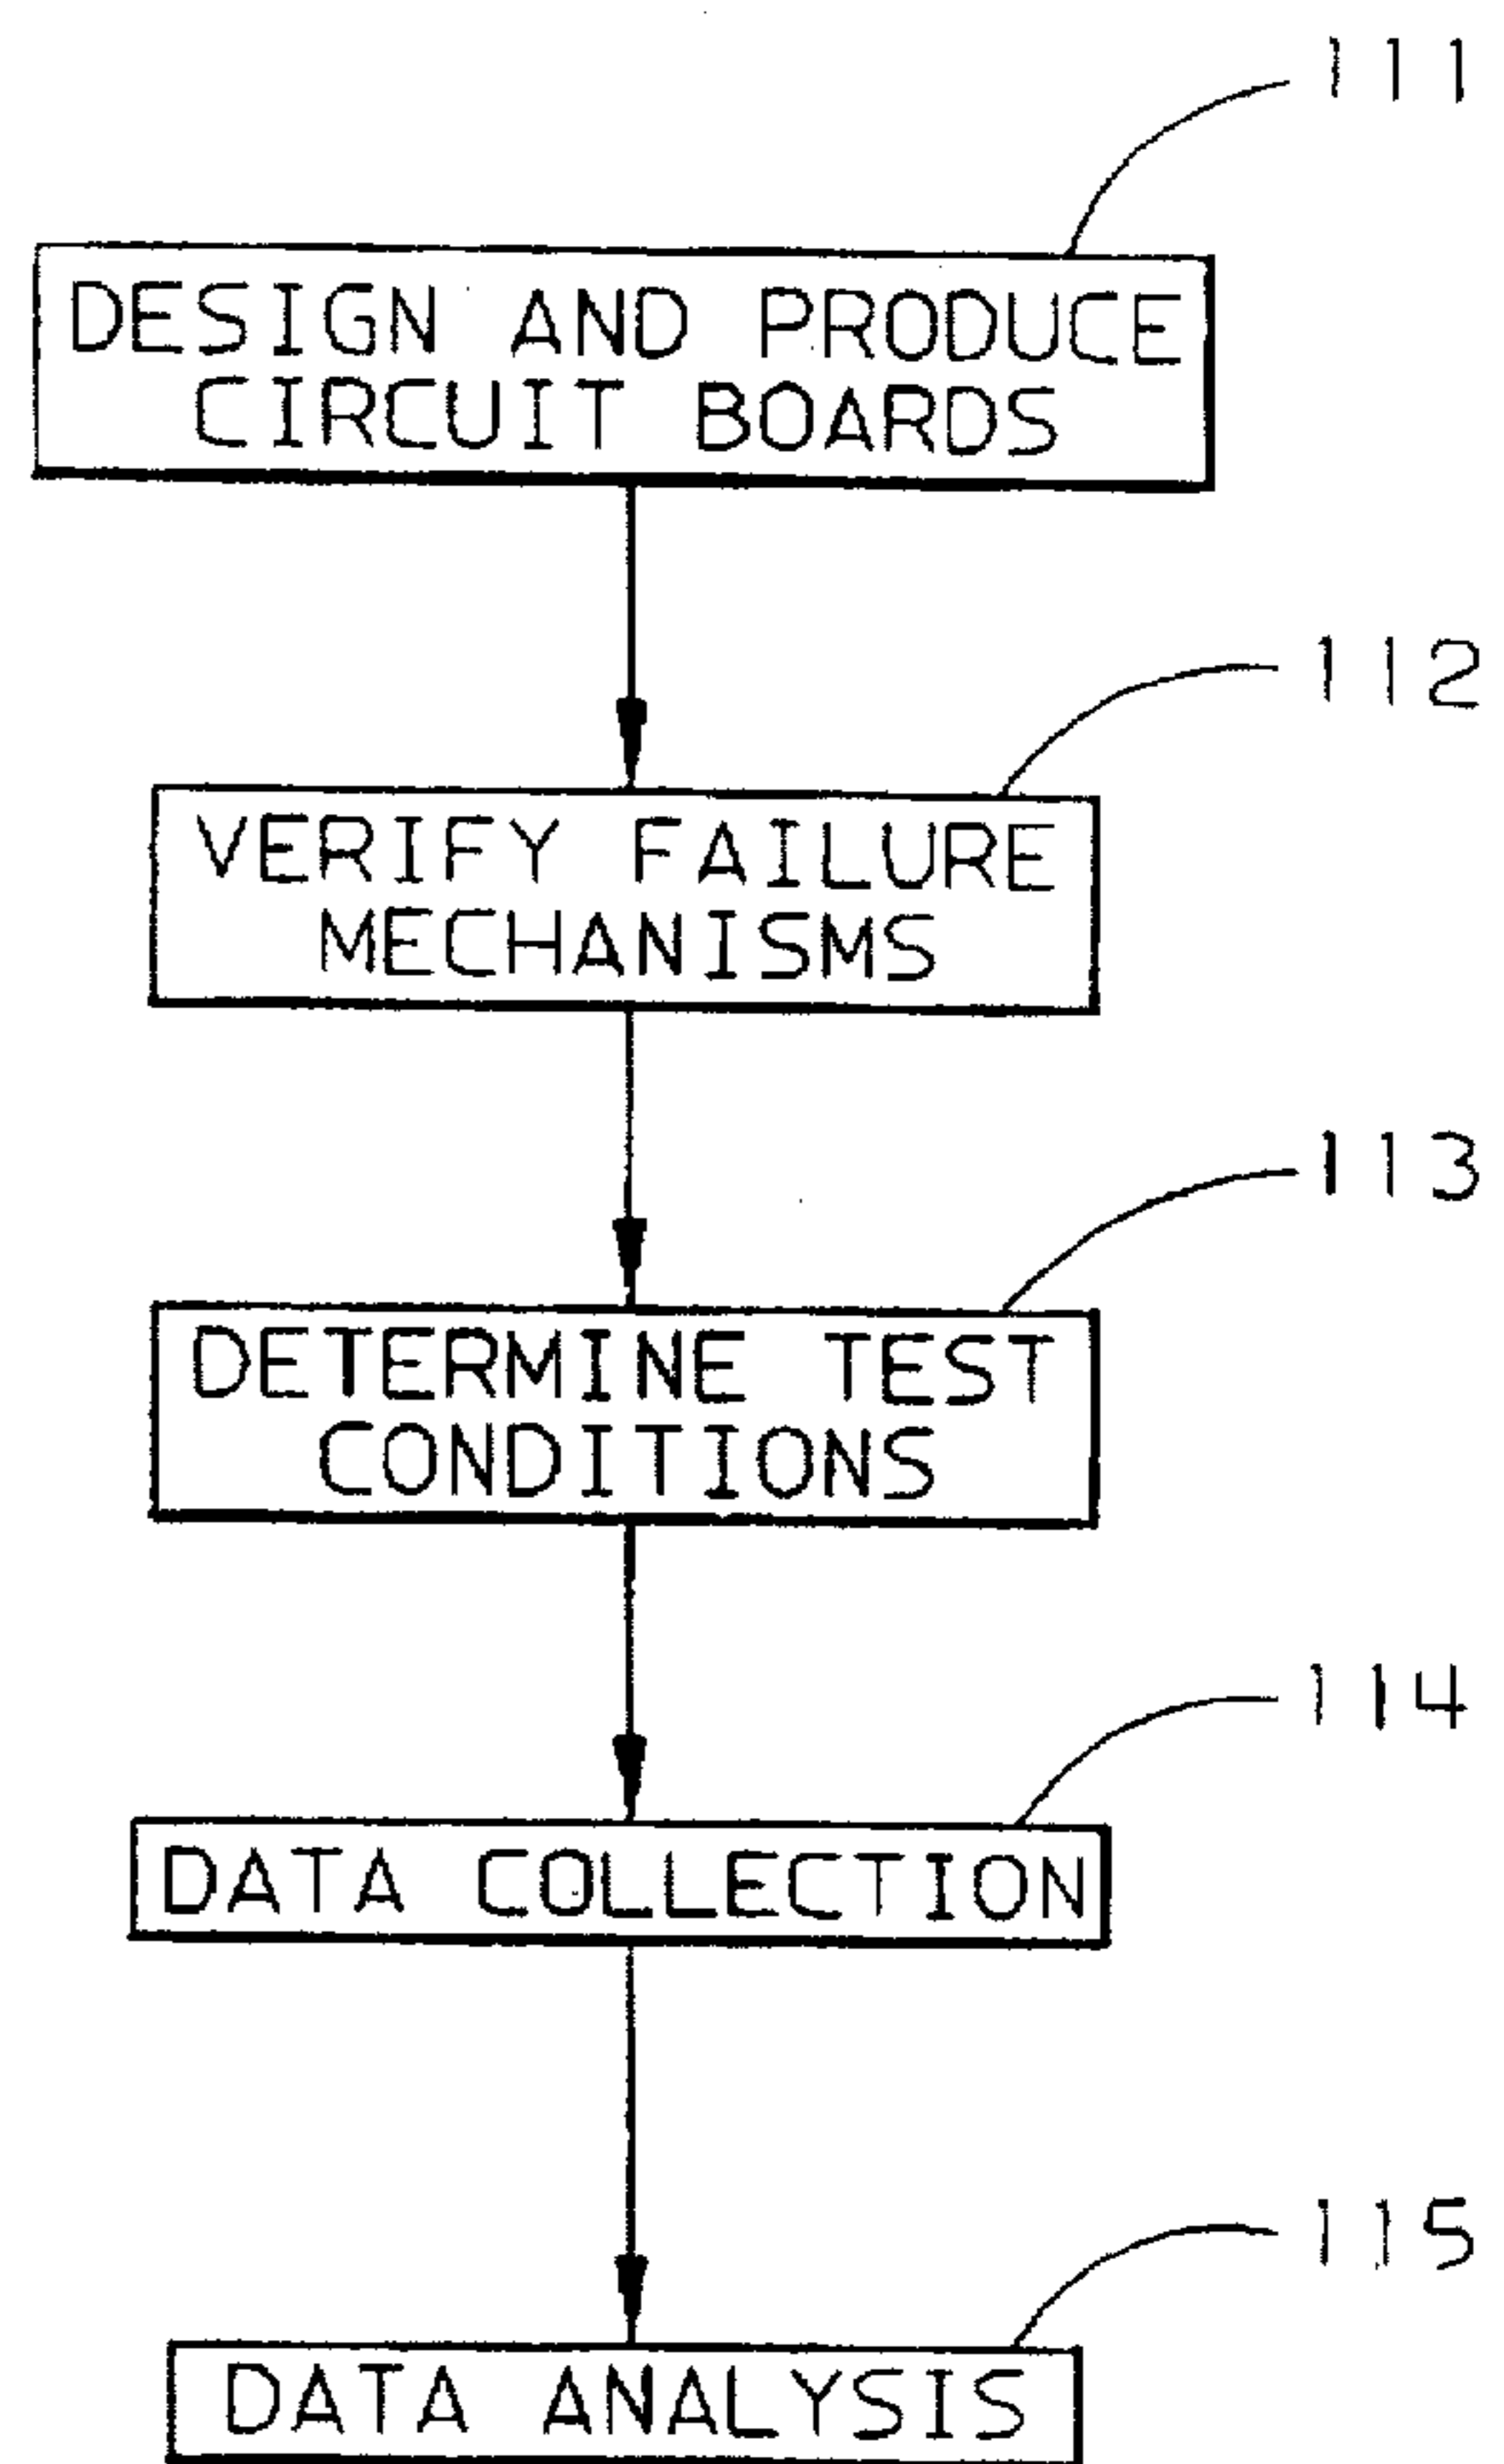 111
DESIGN AND PRODUCE
CIRCUIT BOARDS
112
VERIFY FAILURE
MECHANISMS
113
DETERMINE TEST
CONDITIONS
114
DATA COLLECTION
115
DATA ANALYSIS